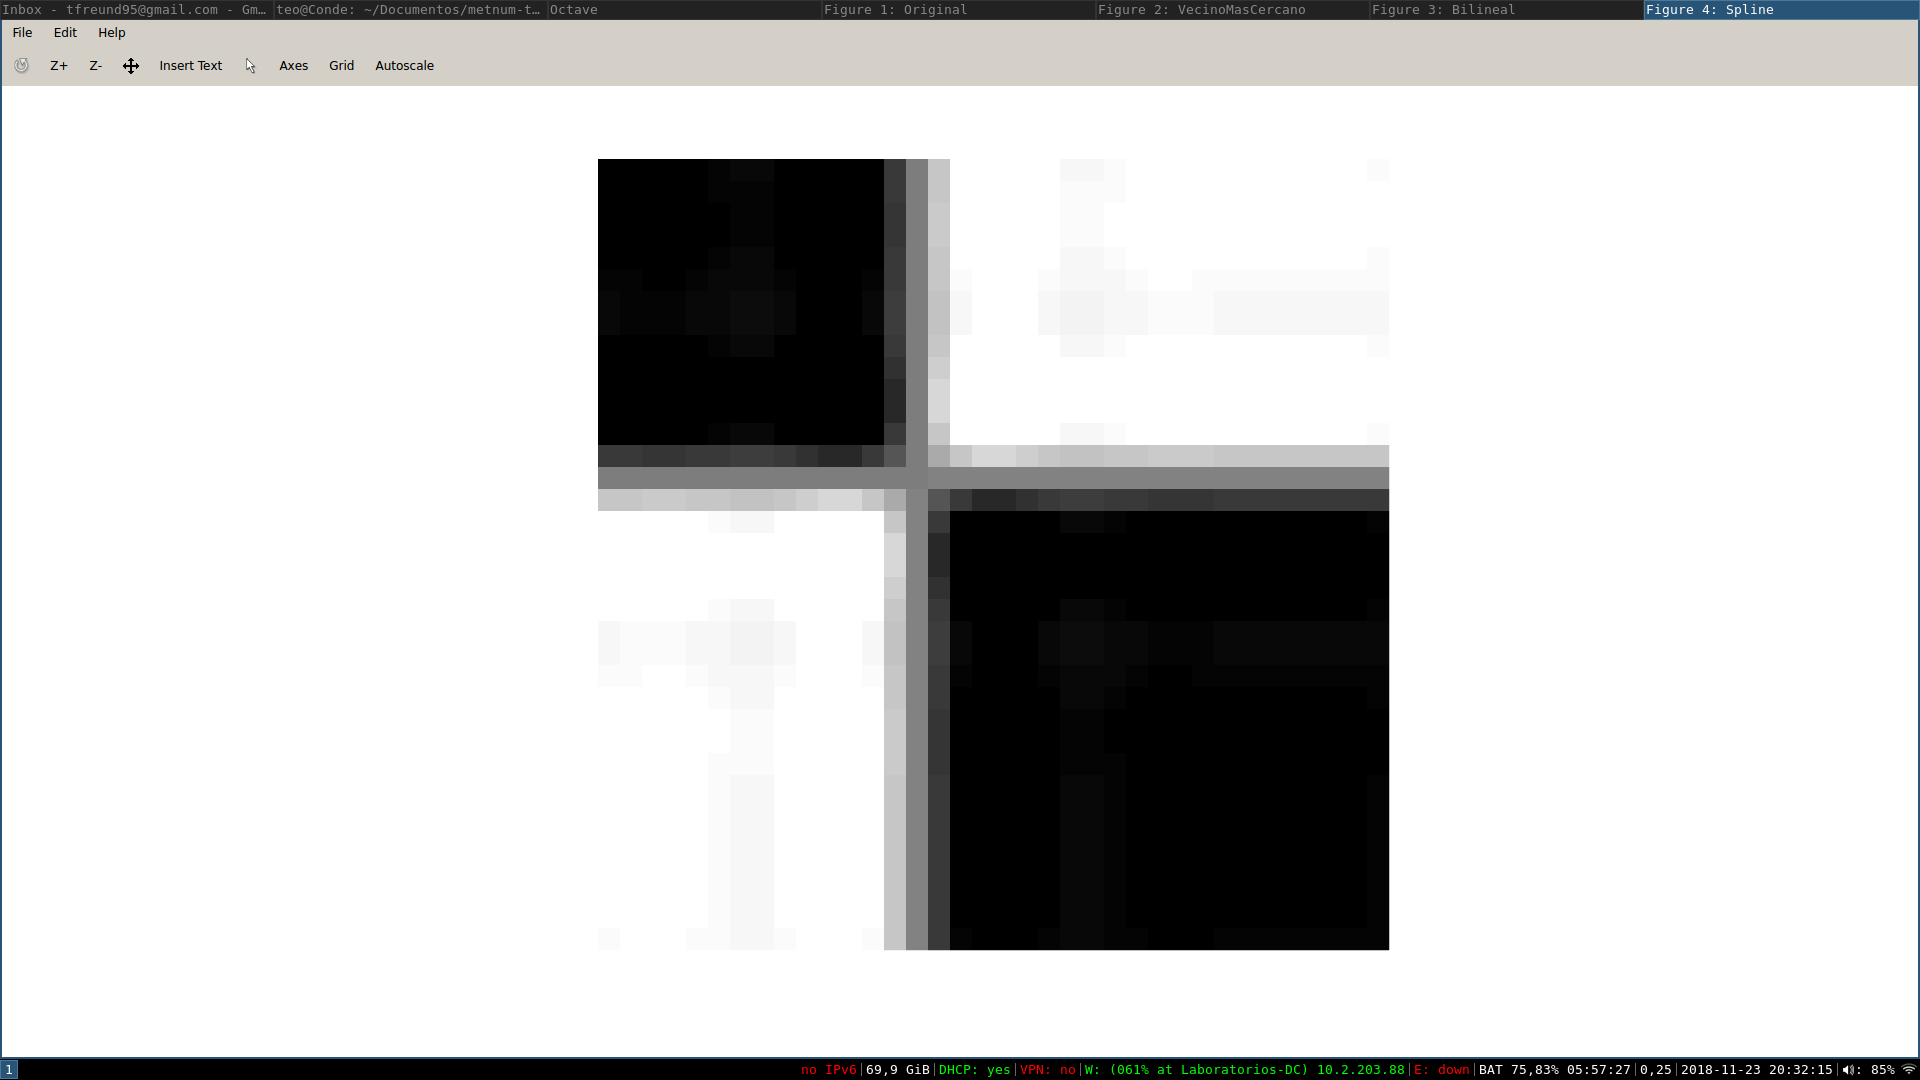 Inbox - tfreund95@gmail.com - Gm… teo@Conde: ~/Documentos/metnum-t… Octave Figure 1: Original Figure 2: VecinoMasCercano Figure 3: Bilineal Figure 4: Spline
File Edit Help
Z+ Z- Insert Text Axes Grid Autoscale
1 no IPv6|69,9 GiB|DHCP: yes|VPN: no|W: (061% at Laboratorios-DC) 10.2.203.88|E: down|BAT 75,83% 05:57:27|0,25|2018-11-23 20:32:15| : 85%